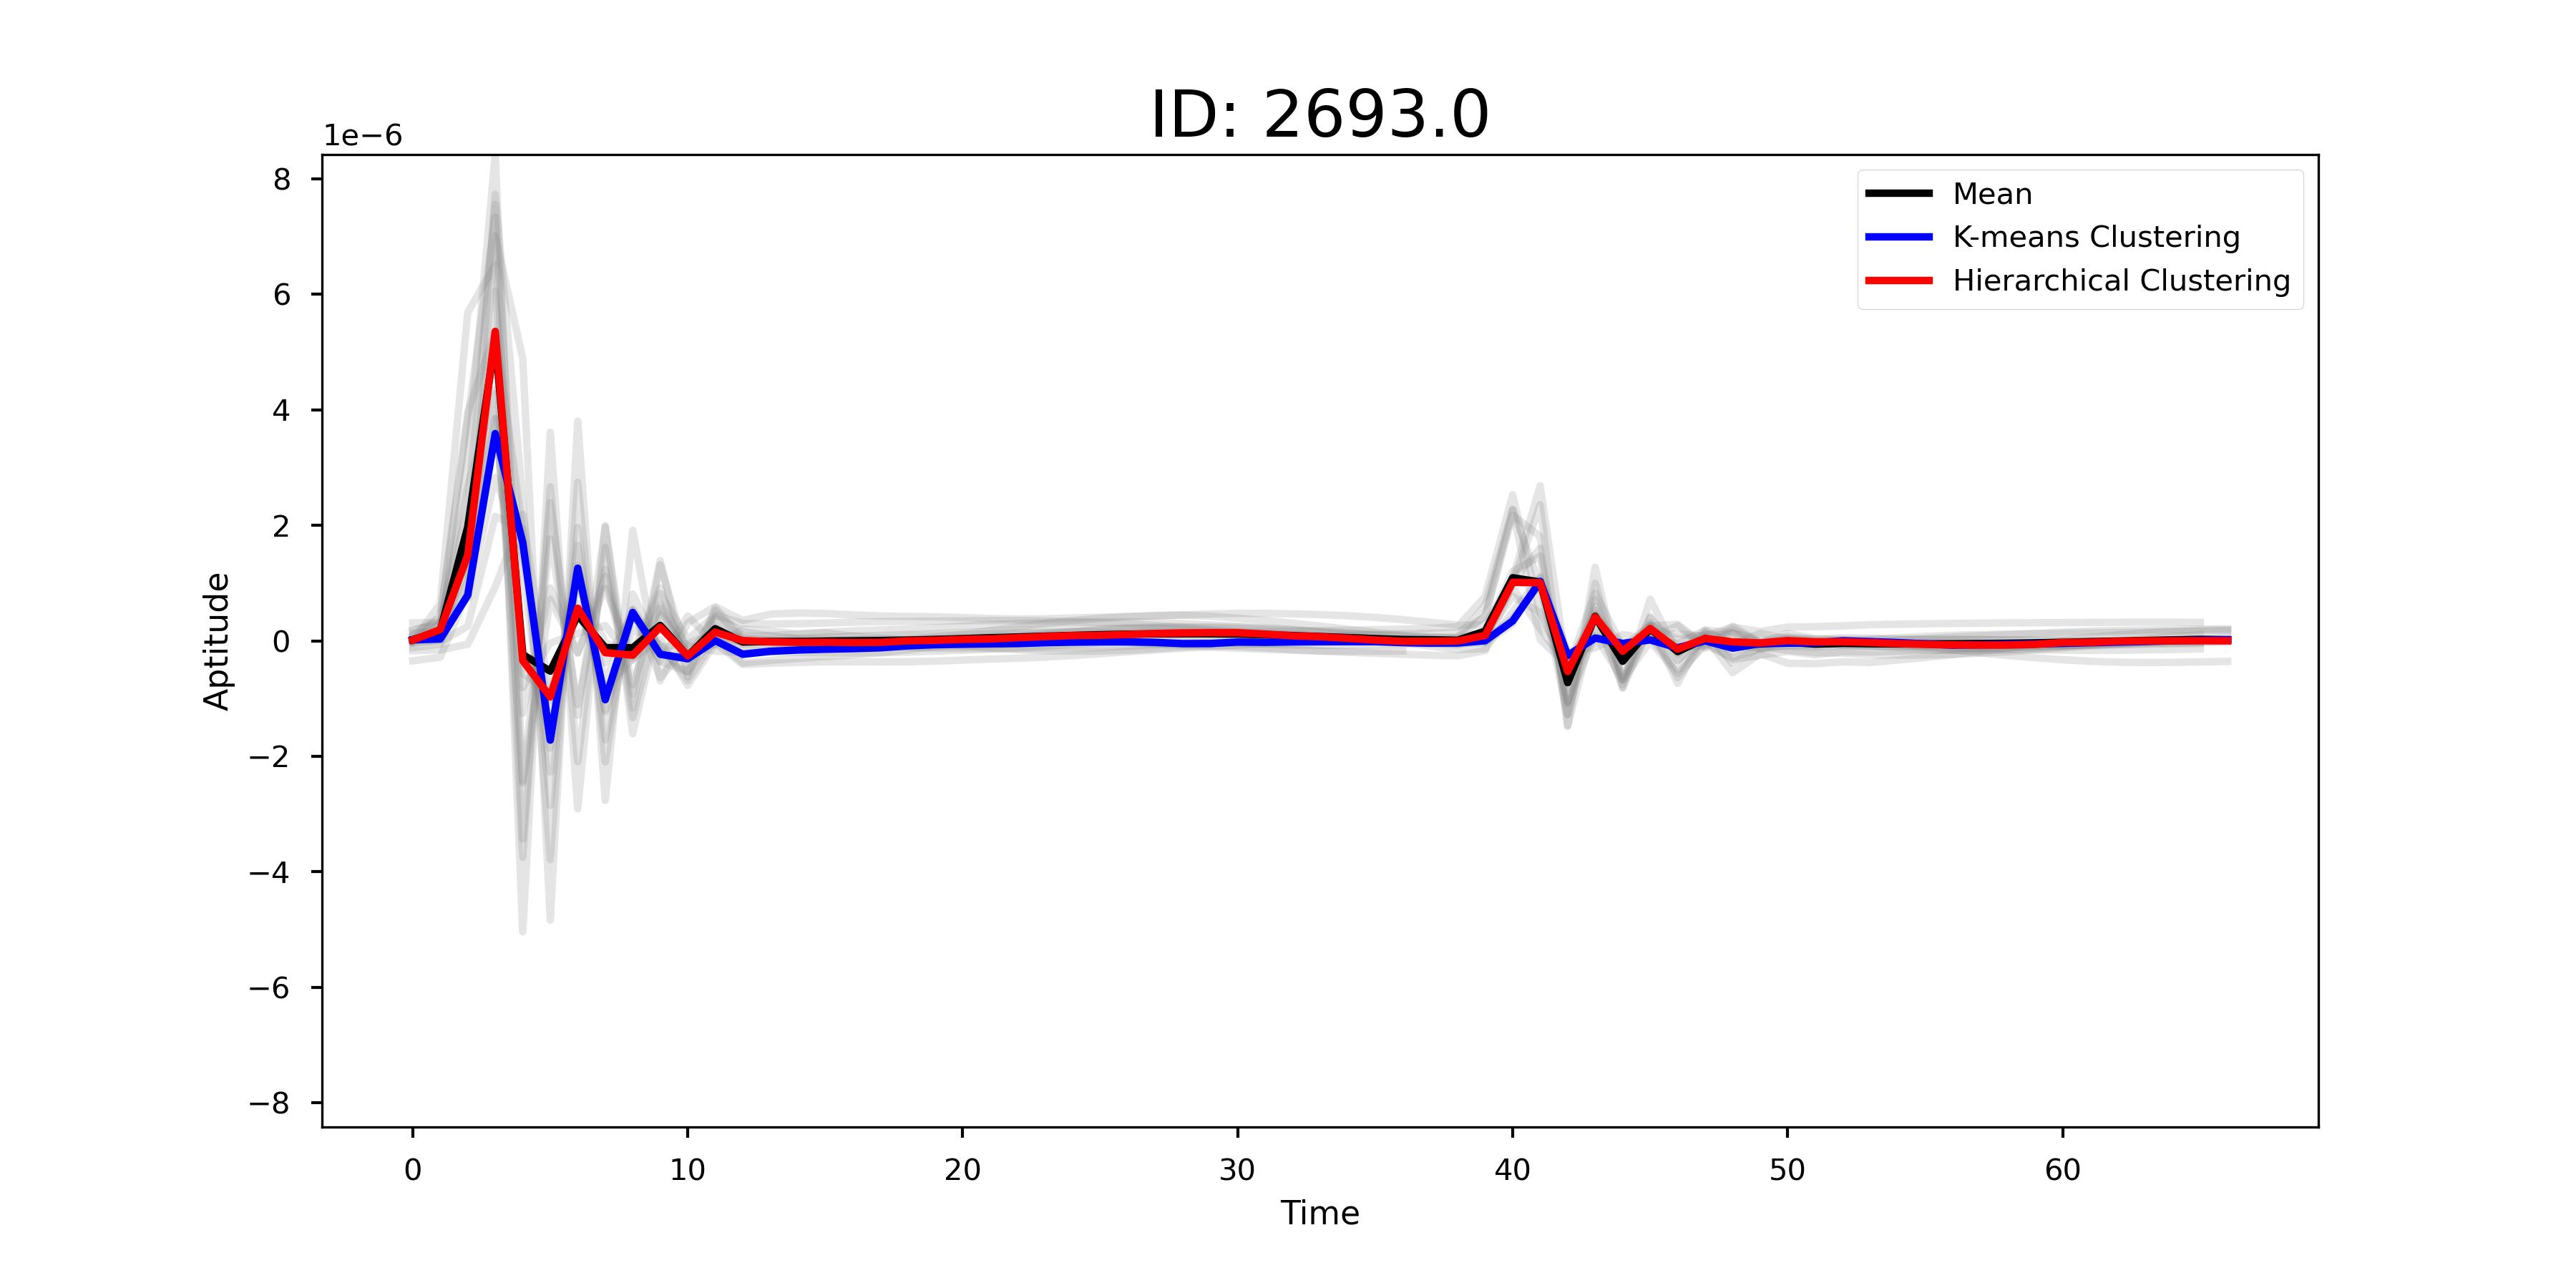 ID: 2693.0
1e−6
8
6
4
2
0
−2
−4
−6
−8
Aptitude
Mean
K-means Clustering
Hierarchical Clustering
0 10 20 30 40 50 60
Time